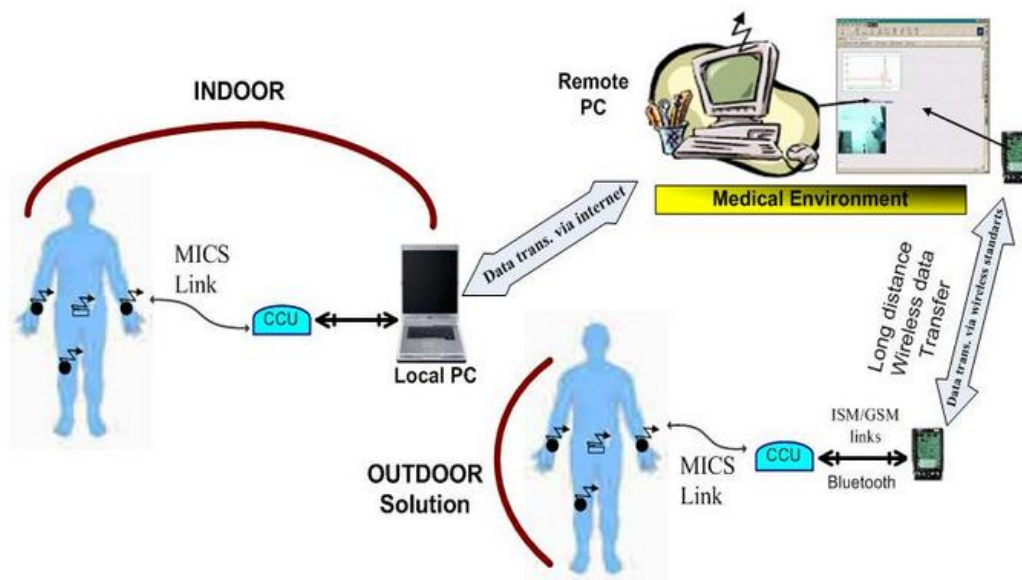 INDOOR
Remote
PC
Medical Environment
MICS
Link
CCU
Local PC
Data trans. via internet
Long distance
Wireless data
Transfer
Data trans. via wireless standarts
OUTDOOR
Solution
MICS
Link
CCU
ISM/GSM
links
Bluetooth